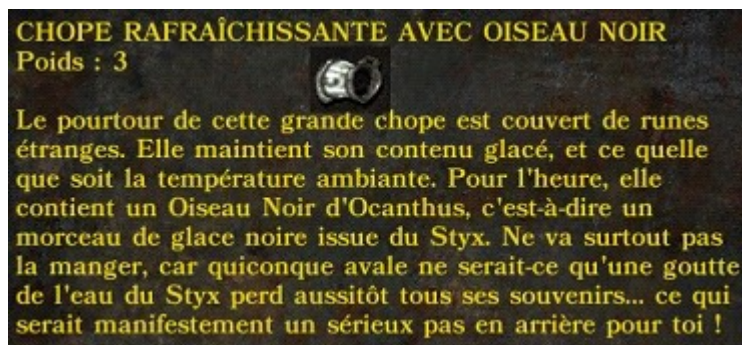 CHOPE RAFRAÎCHISSANTE AVEC OISEAU NOIR
Poids : 3
Le pourtour de cette grande chope est couvert de runes
étranges. Elle maintient son contenu glacé, et ce quelle
que soit la température ambiante. Pour l'heure, elle
contient un Oiseau Noir d'Ocanthus, c'est-à-dire un
morceau de glace noire issue du Styx. Ne va surtout pas
la manger, car quiconque avale ne serait-ce qu'une goutte
de l'eau du Styx perd aussitôt tous ses souvenirs... ce qui
serait manifestement un sérieux pas en arrière pour toi !